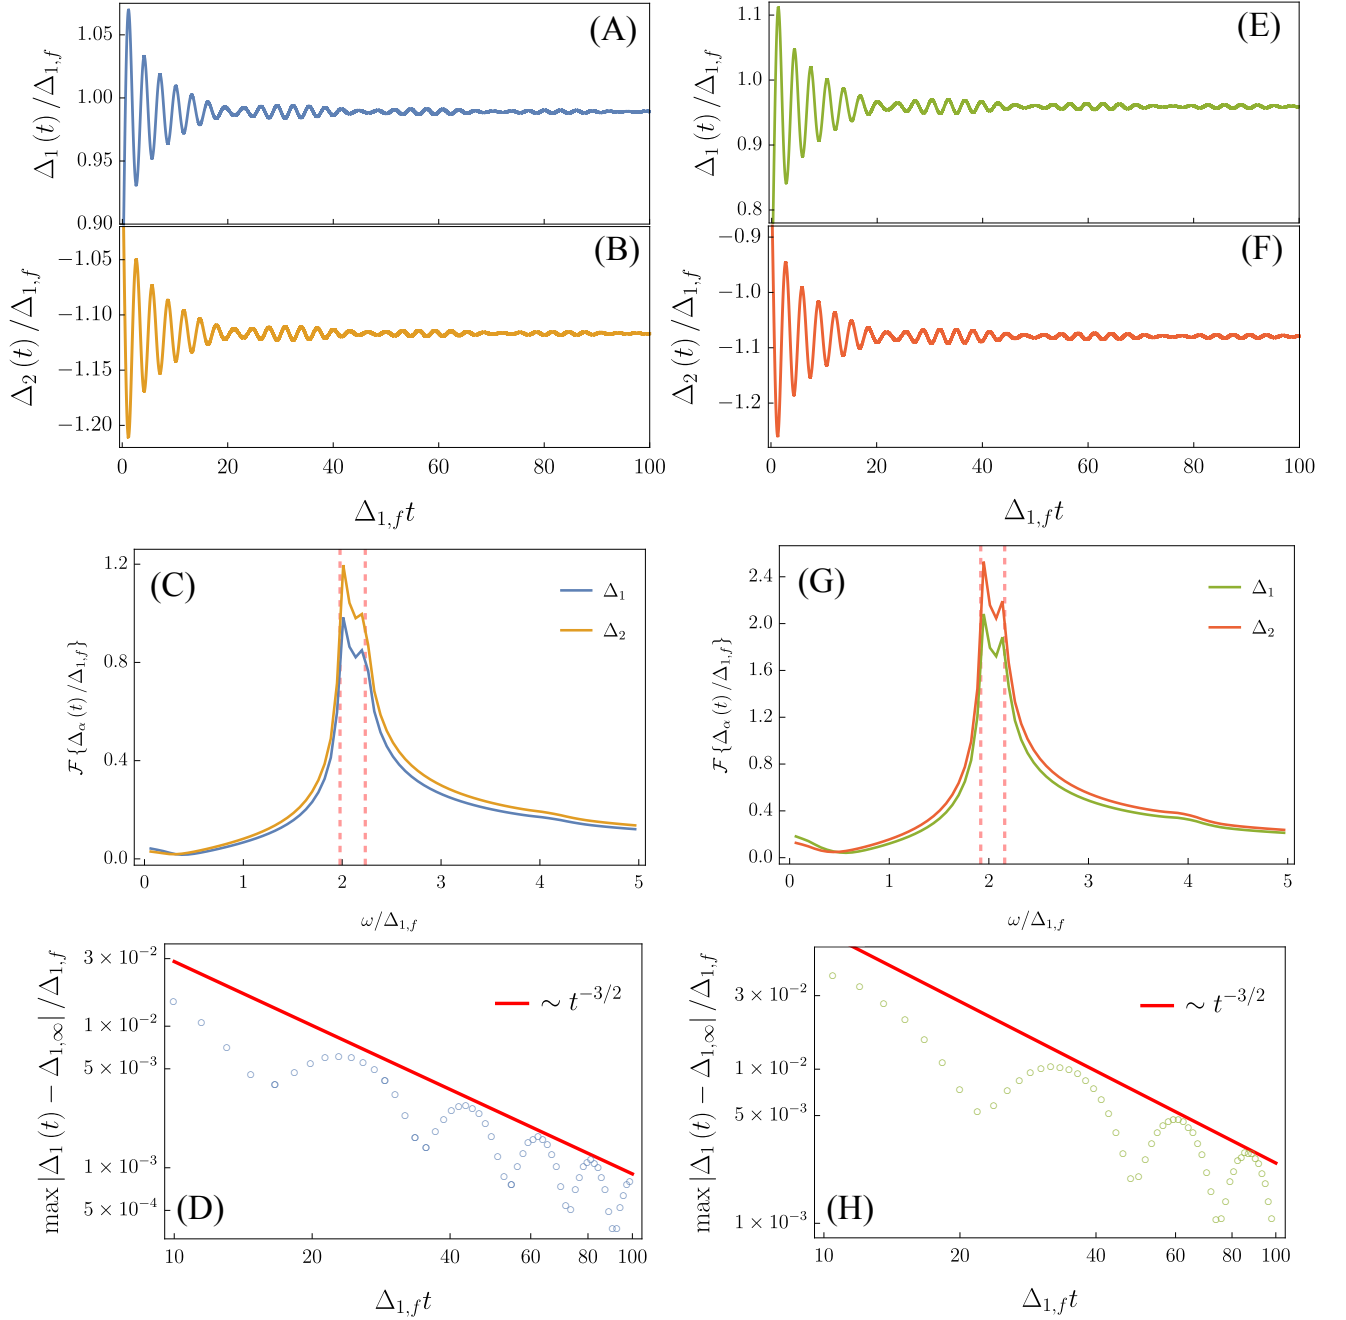 (A)
Δ₁(t)/Δ₁,f
1.05
1.00
0.95
0.90
(B)
Δ₂(t)/Δ₁,f
−1.05
−1.10
−1.15
−1.20
0 20 40 60 80 100
Δ₁,f t
(E)
Δ₁(t)/Δ₁,f
1.1
1.0
0.9
0.8
(F)
Δ₂(t)/Δ₁,f
−0.9
−1.0
−1.1
−1.2
0 20 40 60 80 100
Δ₁,f t
(C)
Δ₁
Δ₂
ℱ{Δ_α(t)/Δ₁,f}
1.2
0.8
0.4
0.0
0 1 2 3 4 5
ω/Δ₁,f
(G)
Δ₁
Δ₂
ℱ{Δ_α(t)/Δ₁,f}
2.4
2.0
1.6
1.2
0.8
0.4
0.0
0 1 2 3 4 5
ω/Δ₁,f
max|Δ₁(t) − Δ₁,∞|/Δ₁,f
3 × 10⁻²
1 × 10⁻²
5 × 10⁻³
1 × 10⁻³
5 × 10⁻⁴
∼ t^{−3/2}
(D)
10 20 40 60 80 100
Δ₁,f t
max|Δ₁(t) − Δ₁,∞|/Δ₁,f
3 × 10⁻²
1 × 10⁻²
5 × 10⁻³
1 × 10⁻³
∼ t^{−3/2}
(H)
10 20 40 60 80 100
Δ₁,f t